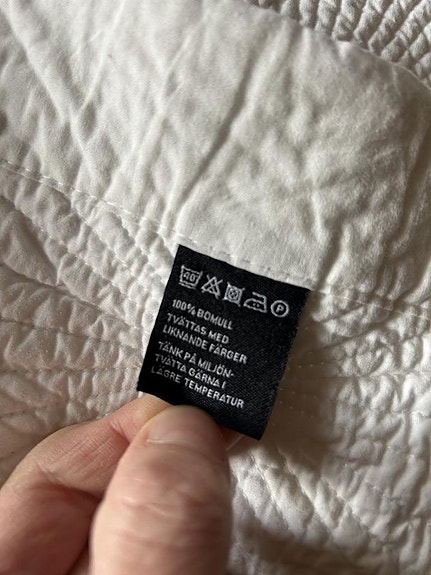 40 P
100% BOMULL
TVÄTTAS MED
LIKNANDE FÄRGER
TÄNK PÅ MILJÖN-
TVÄTTA GÄRNA I
LÄGRE TEMPERATUR